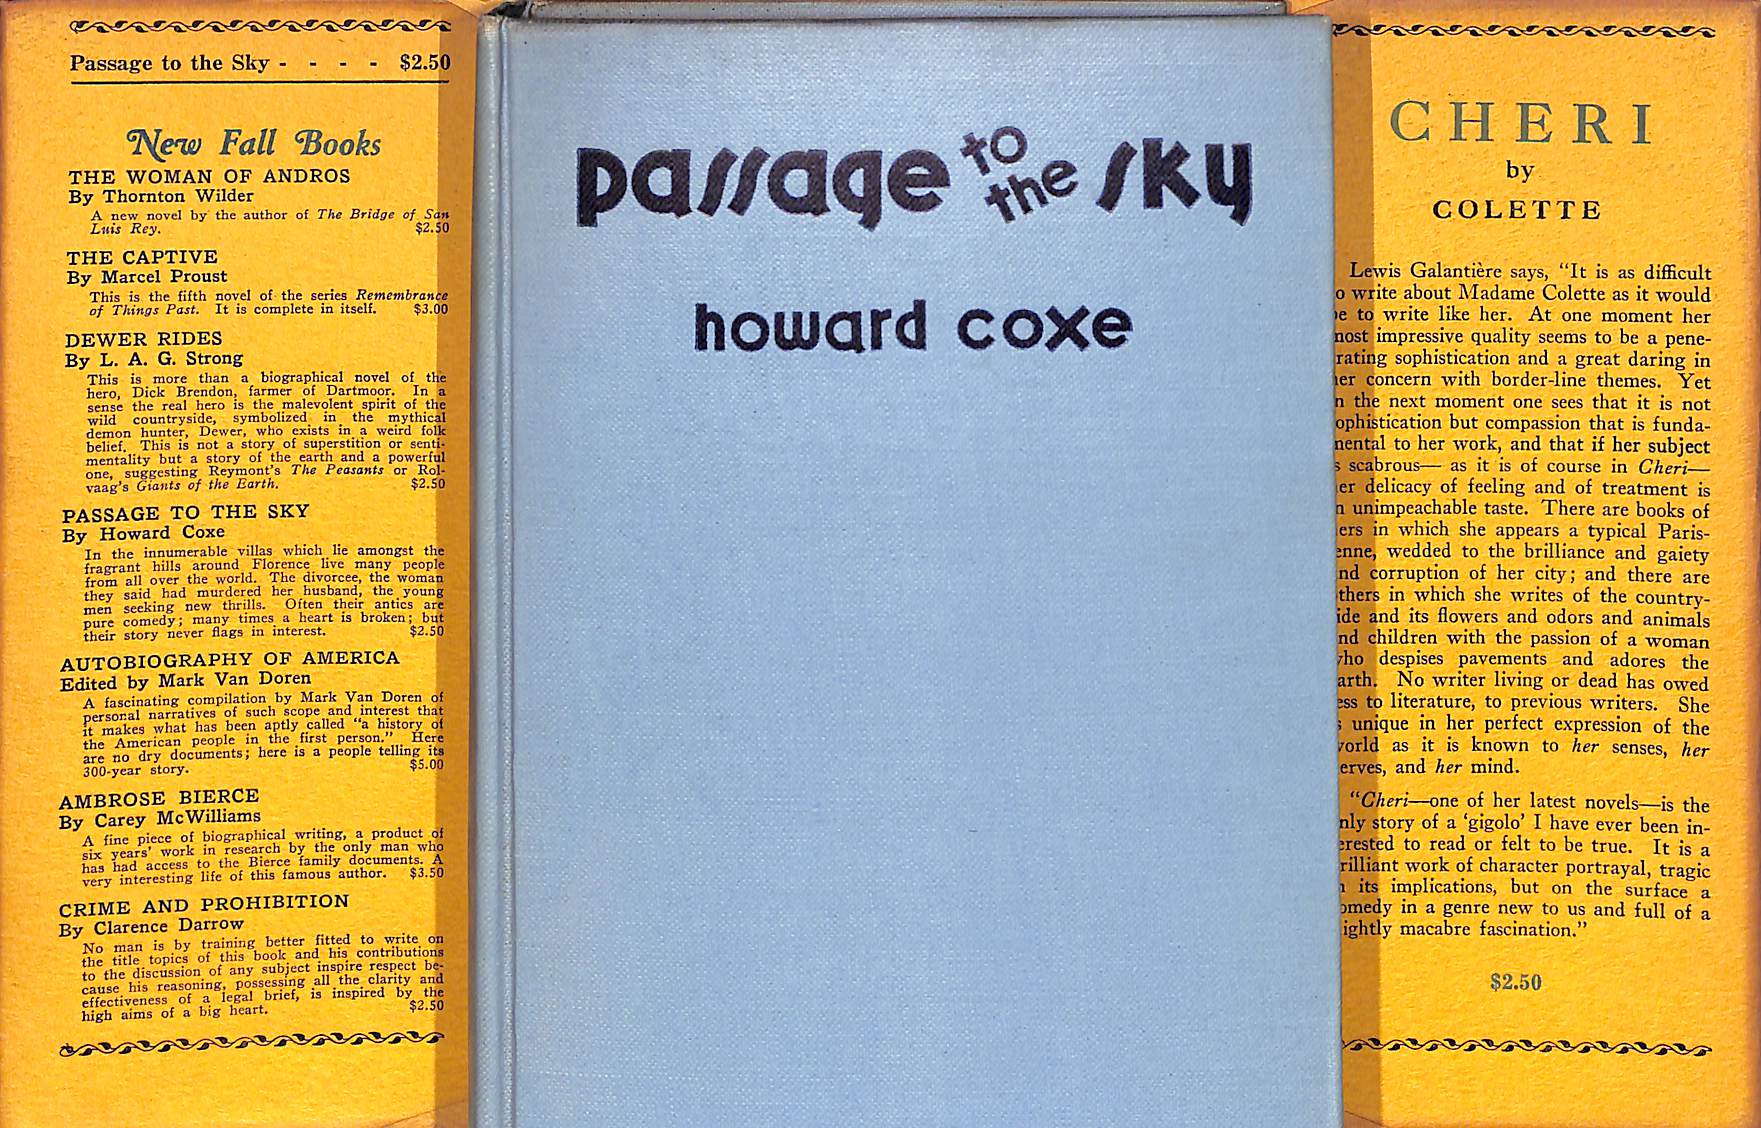 Passage to the Sky - - - - $2.50
New Fall Books
THE WOMAN OF ANDROS
By Thornton Wilder
A new novel by the author of The Bridge of San
Luis Rey. $2.50
THE CAPTIVE
By Marcel Proust
This is the fifth novel of the series Remembrance
of Things Past. It is complete in itself. $3.00
DEWER RIDES
By L. A. G. Strong
This is more than a biographical novel of the
hero, Dick Brendon, farmer of Dartmoor. In a
sense the real hero is the malevolent spirit of the
wild countryside, symbolized in the mythical
demon hunter, Dewer, who exists in a weird folk
belief. This is not a story of superstition or senti-
mentality but a story of the earth and a powerful
one, suggesting Reymont's The Peasants or Rol-
vaag's Giants of the Earth. $2.50
PASSAGE TO THE SKY
By Howard Coxe
In the innumerable villas which lie amongst the
fragrant hills around Florence live many people
from all over the world. The divorcee, the woman
they said had murdered her husband, the young
men seeking new thrills. Often their antics are
pure comedy; many times a heart is broken; but
their story never flags in interest. $2.50
AUTOBIOGRAPHY OF AMERICA
Edited by Mark Van Doren
A fascinating compilation by Mark Van Doren of
personal narratives of such scope and interest that
it makes what has been aptly called "a history of
the American people in the first person." Here
are no dry documents; here is a people telling its
300-year story. $5.00
AMBROSE BIERCE
By Carey McWilliams
A fine piece of biographical writing, a product of
six years' work in research by the only man who
has had access to the Bierce family documents. A
very interesting life of this famous author. $3.50
CRIME AND PROHIBITION
By Clarence Darrow
No man is by training better fitted to write on
the title topics of this book and his contributions
to the discussion of any subject inspire respect be-
cause his reasoning, possessing all the clarity and
effectiveness of a legal brief, is inspired by the
high aims of a big heart. $2.50
passage to the sky
howard coxe
CHERI
by
COLETTE
Lewis Galantière says, "It is as difficult
o write about Madame Colette as it would
e to write like her. At one moment her
nost impressive quality seems to be a pene-
rating sophistication and a great daring in
er concern with border-line themes. Yet
n the next moment one sees that it is not
ophistication but compassion that is funda-
nental to her work, and that if her subject
s scabrous— as it is of course in Cheri—
er delicacy of feeling and of treatment is
n unimpeachable taste. There are books of
ers in which she appears a typical Paris-
enne, wedded to the brilliance and gaiety
nd corruption of her city; and there are
thers in which she writes of the country-
ide and its flowers and odors and animals
nd children with the passion of a woman
ho despises pavements and adores the
arth. No writer living or dead has owed
ess to literature, to previous writers. She
s unique in her perfect expression of the
orld as it is known to her senses, her
erves, and her mind.
"Cheri—one of her latest novels—is the
nly story of a 'gigolo' I have ever been in-
erested to read or felt to be true. It is a
rilliant work of character portrayal, tragic
n its implications, but on the surface a
omedy in a genre new to us and full of a
ightly macabre fascination."
$2.50